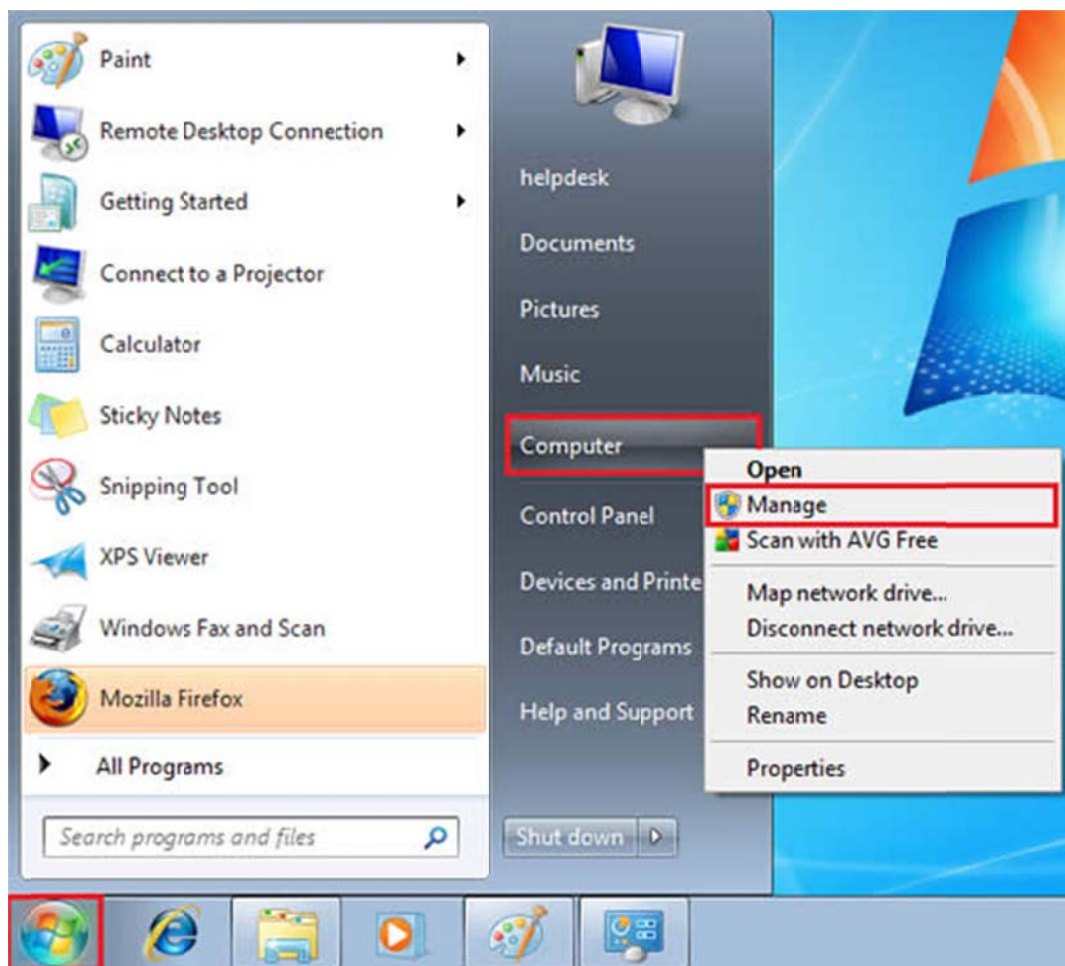 Paint
Remote Desktop Connection
Getting Started
Connect to a Projector
Calculator
Sticky Notes
Snipping Tool
XPS Viewer
Windows Fax and Scan
Mozilla Firefox
All Programs
Search programs and files
helpdesk
Documents
Pictures
Music
Computer
Control Panel
Devices and Printe
Default Programs
Help and Support
Shut down
Open
Manage
Scan with AVG Free
Map network drive...
Disconnect network drive...
Show on Desktop
Rename
Properties